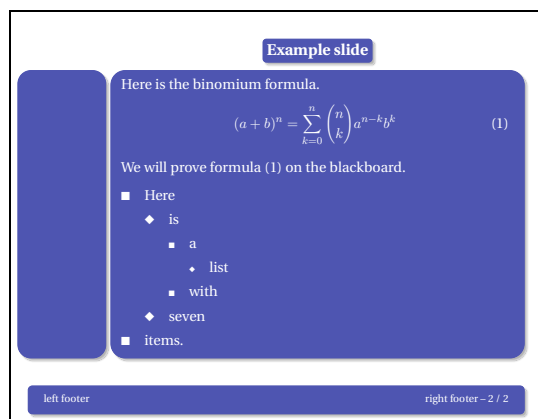 Example slide
Here is the binomium formula.
(a + b)^n = \sum_{k=0}^{n} \binom{n}{k} a^{n-k} b^k (1)
We will prove formula (1) on the blackboard.
■ Here
◆ is
■ a
◆ list
■ with
◆ seven
■ items.
left footer right footer – 2 / 2